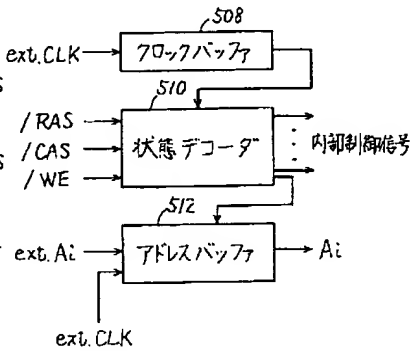 508
ext.CLK
クロックバッファ
S
510
/RAS
S /CAS
/WE
状態デコーダ
内部制御信号
512
ext.Ai
アドレスバッファ
Ai
ext.CLK